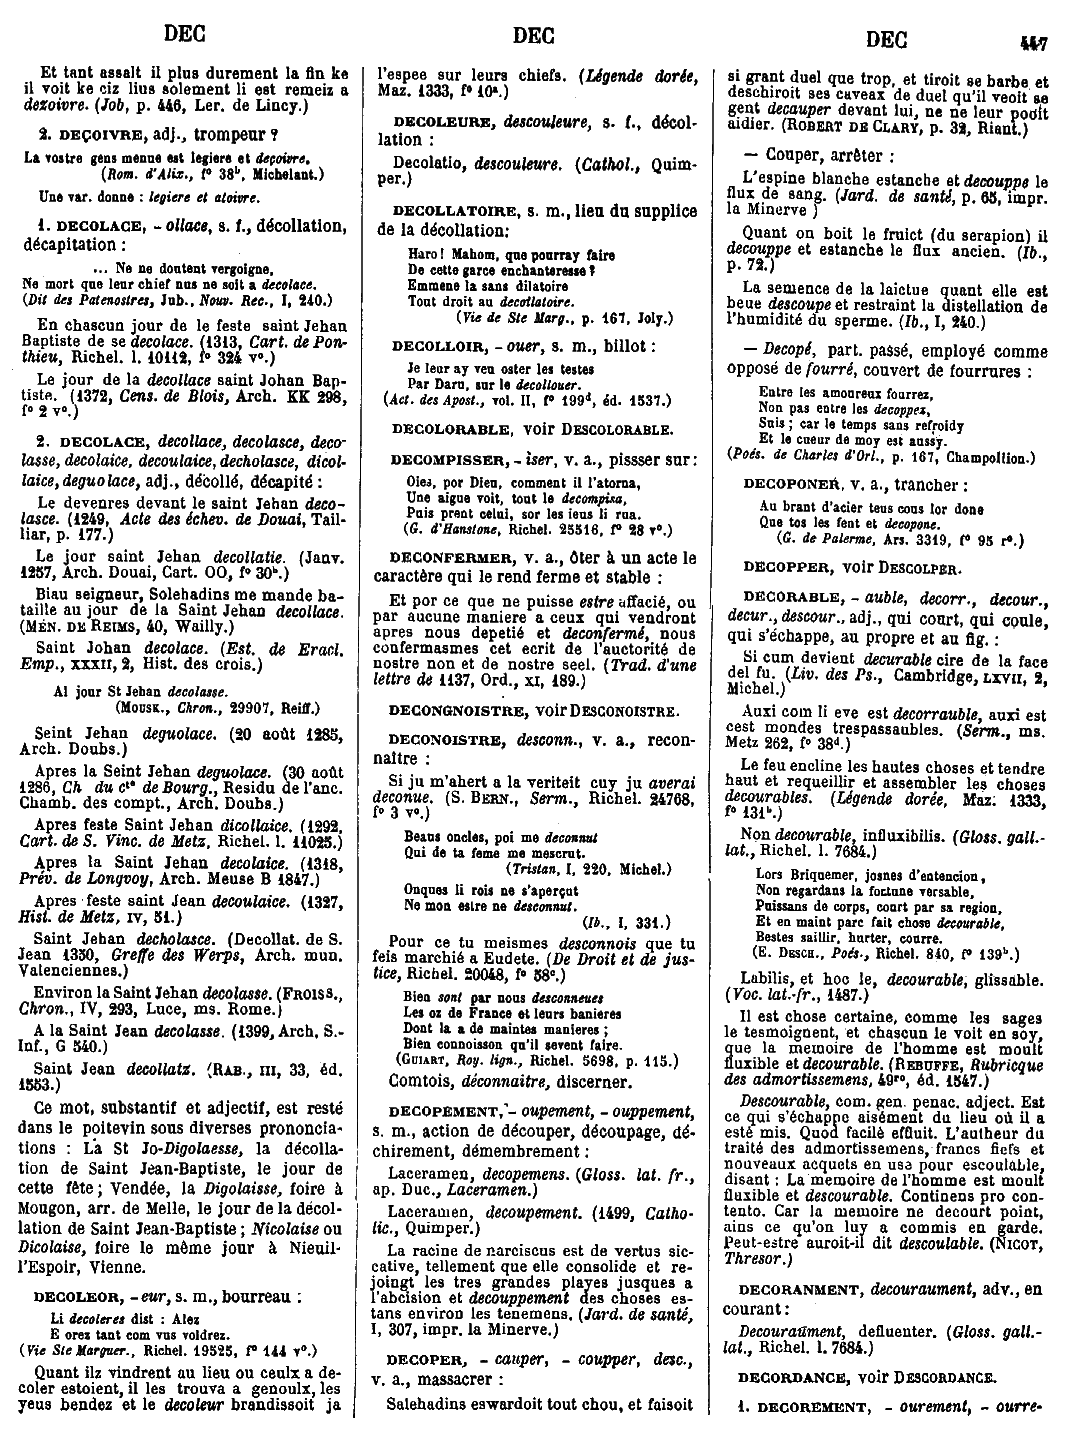 DEC
DEC
DEC
447
Et tant assalt il plus durement la fin ke
il voit ke ciz lius solement li est remeiz a
dezoivre. (Job, p. 446, Ler. de Lincy.)
2. DEÇOIVRE, adj., trompeur ?
La vostre gens menue est legiere et deçoivre.
(Rom. d'Alix., f° 38ᵇ, Michelant.)
Une var. donne : legiere et atoivre.
1. DECOLACE, - ollace, s. f., décollation,
décapitation :
... Ne ne doutent vergoigne,
Ne mort que leur chief nus ne soit a decolace.
(Dit des Patenostres, Jub., Nouv. Rec., I, 240.)
En chascun jour de le feste saint Jehan
Baptiste de se decolace. (1313, Cart. de Pon-
thieu, Richel. l. 10112, f° 324 v°.)
Le jour de la decollace saint Johan Bap-
tiste. (1372, Cens. de Blois, Arch. KK 298,
f° 2 v°.)
2. DECOLACE, decollace, decolasce, deco-
lasse, decolaice, decoulaice, decholasce, dicol-
laice, deguolace, adj., décollé, décapité :
Le devenres devant le saint Jehan deco-
lasce. (1249, Acte des échev. de Douai, Tail-
liar, p. 177.)
Le jour saint Jehan decollatie. (Janv.
1257, Arch. Douai, Cart. OO, f° 30ᵇ.)
Biau seigneur, Solehadins me mande ba-
taille au jour de la Saint Jehan decollace.
(MÉN. DE REIMS, 40, Wailly.)
Saint Johan decolace. (Est. de Eracl.
Emp., XXXII, 2, Hist. des crois.)
Al jour St Jehan decolasse.
(MOUSK., Chron., 29907, Reiff.)
Seint Jehan deguolace. (20 août 1285,
Arch. Doubs.)
Apres la Seint Jehan deguolace. (30 août
1286, Ch du cᵗᵉ de Bourg., Residu de l'anc.
Chamb. des compt., Arch. Doubs.)
Apres feste Saint Jehan dicollaice. (1292,
Cart. de S. Vinc. de Metz, Richel. l. 11025.)
Apres la Saint Jehan decolaice. (1318,
Prév. de Longvoy, Arch. Meuse B 1847.)
Apres feste saint Jean decoulaice. (1327,
Hist. de Metz, IV, 51.)
Saint Jehan decholasce. (Decollat. de S.
Jean 1330, Greffe des Werps, Arch. mun.
Valenciennes.)
Environ la Saint Jehan decolasse. (FROISS.,
Chron., IV, 293, Luce, ms. Rome.)
A la Saint Jean decolasse. (1399, Arch. S.-
Inf., G 540.)
Saint Jean decollatz. (RAB., III, 33, éd.
1553.)
Ce mot, substantif et adjectif, est resté
dans le poitevin sous diverses prononcia-
tions : La St Jo-Digolaesse, la décolla-
tion de Saint Jean-Baptiste, le jour de
cette fête ; Vendée, la Digolaisse, foire à
Mougon, arr. de Melle, le jour de la décol-
lation de Saint Jean-Baptiste ; Nicolaise ou
Dicolaise, foire le même jour à Nieuil-
l'Espoir, Vienne.
DECOLEOR, - eur, s. m., bourreau :
Li decoleres dist : Alez
E orez tant com vus voldrez.
(Vie Ste Marguer., Richel. 19525, f° 144 v°.)
Quant ilz vindrent au lieu ou ceulx a de-
coler estoient, il les trouva a genoulx, les
yeus bendez et le decoleur brandissoit ja
l'espee sur leurs chiefs. (Légende dorée,
Maz. 1333, f° 10ᵃ.)
DECOLEURE, descouleure, s. f., décol-
lation :
Decolatio, descouleure. (Cathol., Quim-
per.)
DECOLLATOIRE, s. m., lieu du supplice
de la décollation:
Haro ! Mahom, que pourray faire
De cette garce enchanteresse ?
Emmene la sans dilatoire
Tout droit au decollatoire.
(Vie de Ste Marg., p. 167, Joly.)
DECOLLOIR, - ouer, s. m., billot :
Je leur ay veu oster les testes
Par Daru, sur le decollouer.
(Act. des Apost., vol. II, f° 199ᵈ, éd. 1537.)
DECOLORABLE, voir DESCOLORABLE.
DECOMPISSER, - iser, v. a., pissser sur :
Oiez, por Dieu, comment il l'atorna,
Une aigue voit, tout le decompixa,
Puis prent celui, sor les ieus li rua.
(G. d'Hanstone, Richel. 25516, f° 28 v°.)
DECONFERMER, v. a., ôter à un acte le
caractère qui le rend ferme et stable :
Et por ce que ne puisse estre affacié, ou
par aucune maniere a ceux qui vendront
apres nous depetié et deconfermé, nous
confermasmes cet ecrit de l'auctorité de
nostre non et de nostre seel. (Trad. d'une
lettre de 1137, Ord., XI, 189.)
DECONGNOISTRE, voir DESCONOISTRE.
DECONOISTRE, desconn., v. a., recon-
naître :
Si ju m'ahert a la veriteit cuy ju averai
deconue. (S. BERN., Serm., Richel. 24768,
f° 3 v°.)
Beaus oncles, poi me deconnut
Qui de ta feme me mescrut.
(Tristan, I, 220, Michel.)
Onques li rois ne s'aperçut
Ne mon estre ne desconnut.
(Ib., I, 331.)
Pour ce tu meismes desconnois que tu
feis marchié a Eudete. (De Droit et de jus-
tice, Richel. 20048, f° 58ᶜ.)
Bien sont par nous desconneues
Les oz de France et leurs banieres
Dont la a de maintes manieres ;
Bien connoisson qu'il sevent faire.
(GUIART, Roy. lign., Richel. 5698, p. 115.)
Comtois, déconnaitre, discerner.
DECOPEMENT, - oupement, - ouppement,
s. m., action de découper, découpage, dé-
chirement, démembrement :
Laceramen, decopemens. (Gloss. lat. fr.,
ap. Duc., Laceramen.)
Laceramen, decoupement. (1499, Catho-
lic., Quimper.)
La racine de narcisus est de vertus sic-
cative, tellement que elle consolide et re-
joingt les tres grandes playes jusques a
l'abcision et decouppement des choses es-
tans environ les tenemens. (Jard. de santé,
I, 307, impr. la Minerve.)
DECOPER, - cauper, - coupper, desc.,
v. a., massacrer :
Salehadins eswardoit tout chou, et faisoit
si grant duel que trop, et tiroit se barbe et
deschiroit ses caveax de duel qu'il veoit se
gent decauper devant lui, ne ne leur pooit
aidier. (ROBERT DE CLARY, p. 32, Riant.)
— Couper, arrêter :
L'espine blanche estanche et decouppe le
flux de sang. (Jard. de santé, p. 65, impr.
la Minerve )
Quant on boit le fruict (du serapion) il
decouppe et estanche le flux ancien. (Ib.,
p. 72.)
La semence de la laictue quant elle est
beue descoupe et restraint la distellation de
l'humidité du sperme. (Ib., I, 240.)
— Decopé, part. passé, employé comme
opposé de fourré, couvert de fourrures :
Entre les amoureux fourrez,
Non pas entre les decoppez,
Suis ; car le temps sans refroidy
Et le cueur de moy est aussy.
(Poés. de Charles d'Orl., p. 167, Champollion.)
DECOPONER, v. a., trancher :
Au brant d'acier teus cous lor done
Que tos les fent et decopone.
(G. de Palerme, Ars. 3319, f° 95 r°.)
DECOPPER, voir DESCOLPER.
DECORABLE, - auble, decorr., decour.,
decur., descour., adj., qui court, qui coule,
qui s'échappe, au propre et au fig. :
Si cum devient decurable cire de la face
del fu. (Liv. des Ps., Cambridge, LXVII, 2,
Michel.)
Auxi com li eve est decorrauble, auxi est
cest mondes trespassaubles. (Serm., ms.
Metz 262, f° 38ᵈ.)
Le feu encline les hautes choses et tendre
haut et requeillir et assembler les choses
decourables. (Légende dorée, Maz. 1333,
f° 131ᵇ.)
Non decourable, influxibilis. (Gloss. gall.-
lat., Richel. l. 7684.)
Lors Briquemer, josnes d'entencion,
Non regardans la fortune versable,
Puissans de corps, court par sa region,
Et en maint parc fait chose decourable,
Bestes saillir, hurter, courre.
(E. DESCH., Poés., Richel. 840, f° 139ᵇ.)
Labilis, et hoc le, decourable, glissable.
(Voc. lat.-fr., 1487.)
Il est chose certaine, comme les sages
le tesmoignent, et chascun le voit en soy,
que la memoire de l'homme est moult
fluxible et decourable. (REBUFFE, Rubricque
des admortissemens, 49ʳᵒ, éd. 1547.)
Descourable, com. gen. penac. adject. Est
ce qui s'échappe aisément du lieu où il a
esté mis. Quod facilè effluit. L'autheur du
traité des admortissemens, francs fiefs et
nouveaux acquets en usa pour escoulable,
disant : La memoire de l'homme est moult
fluxible et descourable. Continens pro con-
tento. Car la memoire ne decourt point,
ains ce qu'on luy a commis en garde.
Peut-estre auroit-il dit descoulable. (NICOT,
Thresor.)
DECORANMENT, decouraument, adv., en
courant :
Decouraument, defluenter. (Gloss. gall.-
lat., Richel. l. 7684.)
DECORDANCE, voir DESCORDANCE.
1. DECOREMENT, - ourement, - ourre-